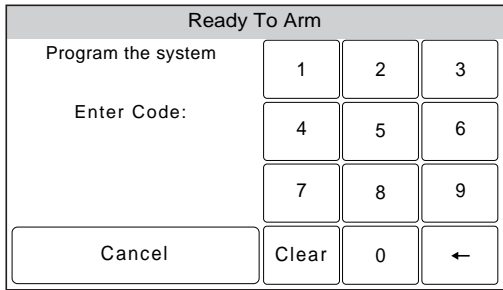 Ready To Arm
Program the system
1 2 3
Enter Code:
4 5 6
7 8 9
Cancel Clear 0 ←